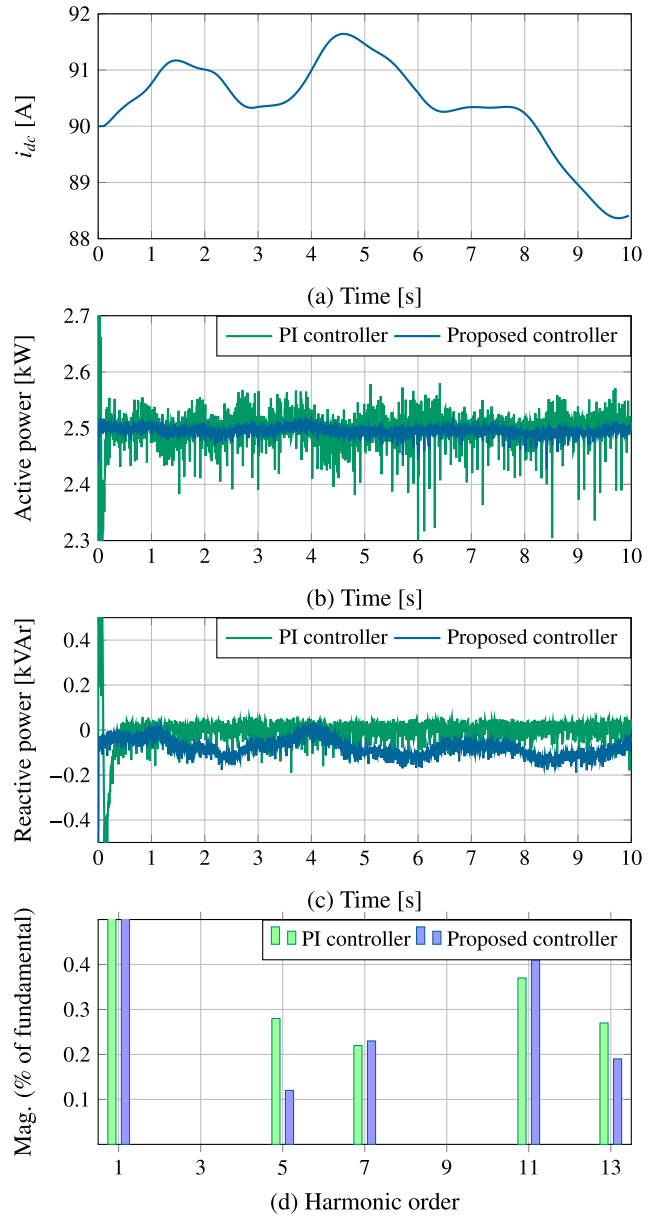 92
91
90
89
88
i_dc [A]
0 1 2 3 4 5 6 7 8 9 10
(a) Time [s]
2.7
2.6
2.5
2.4
2.3
Active power [kW]
PI controller Proposed controller
0 1 2 3 4 5 6 7 8 9 10
(b) Time [s]
0.4
0.2
0
−0.2
−0.4
Reactive power [kVAr]
PI controller Proposed controller
0 1 2 3 4 5 6 7 8 9 10
(c) Time [s]
0.4
0.3
0.2
0.1
Mag. (% of fundamental)
PI controller Proposed controller
1 3 5 7 9 11 13
(d) Harmonic order